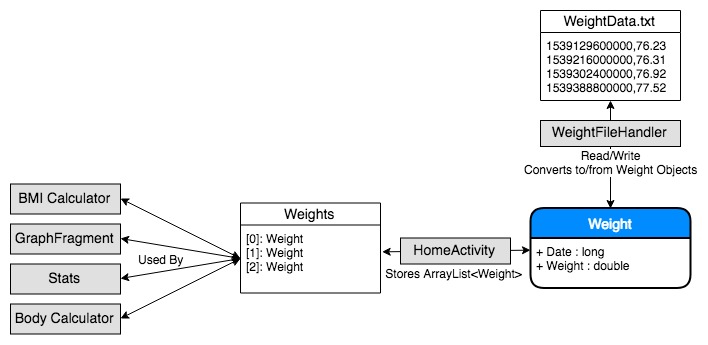 WeightData.txt
1539129600000,76.23
1539216000000,76.31
1539302400000,76.92
1539388800000,77.52
WeightFileHandler
Read/Write
Converts to/from Weight Objects
BMI Calculator
GraphFragment
Stats
Body Calculator
Used By
Weights
[0]: Weight
[1]: Weight
[2]: Weight
HomeActivity
Stores ArrayList<Weight>
Weight
+ Date : long
+ Weight : double